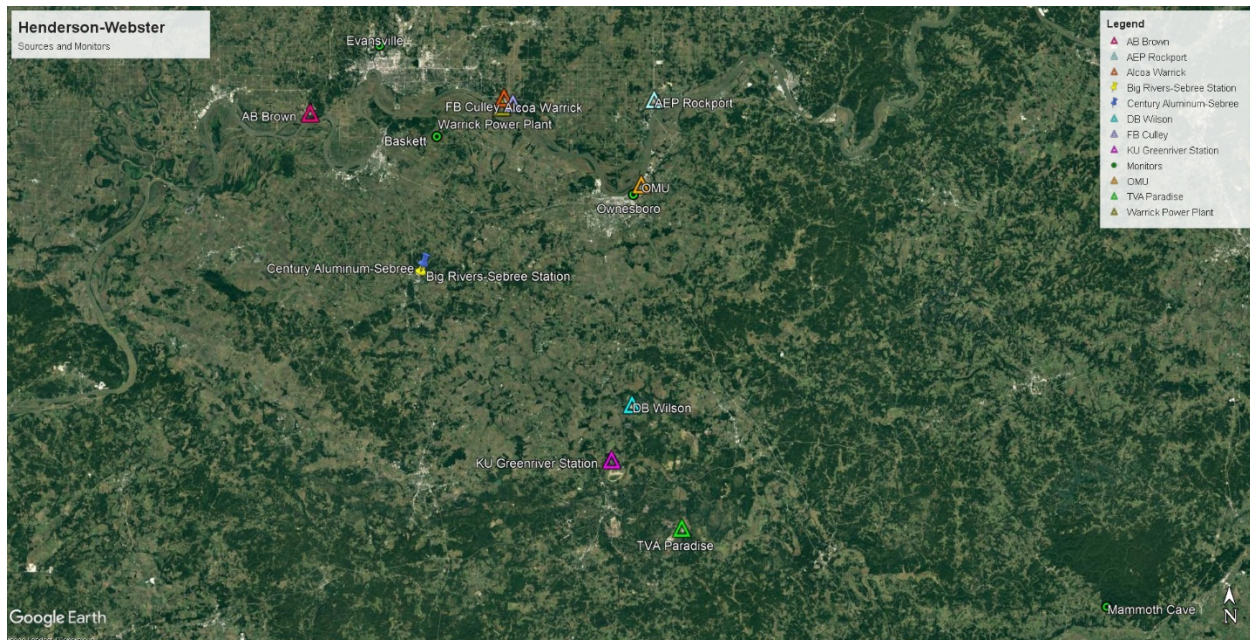 Henderson-Webster
Sources and Monitors
Legend
AB Brown
AEP Rockport
Alcoa Warrick
Big Rivers-Sebree Station
Century Aluminum-Sebree
DB Wilson
FB Culley
KU Greenriver Station
Monitors
OMU
TVA Paradise
Warrick Power Plant
Evansville
FB Culley
Alcoa Warrick
AEP Rockport
AB Brown
Warrick Power Plant
Baskett
OMU
Ownesboro
Century Aluminum-Sebree
Big Rivers-Sebree Station
DB Wilson
KU Greenriver Station
TVA Paradise
Mammoth Cave
Google Earth
N